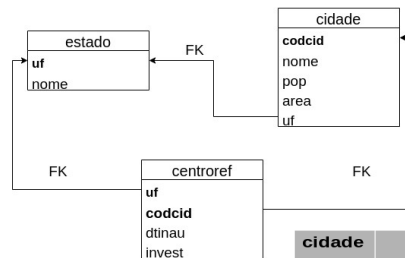 estado
uf
nome
FK
cidade
codcid
nome
pop
area
uf
FK
centroref
uf
codcid
dtinau
invest
FK
cidade